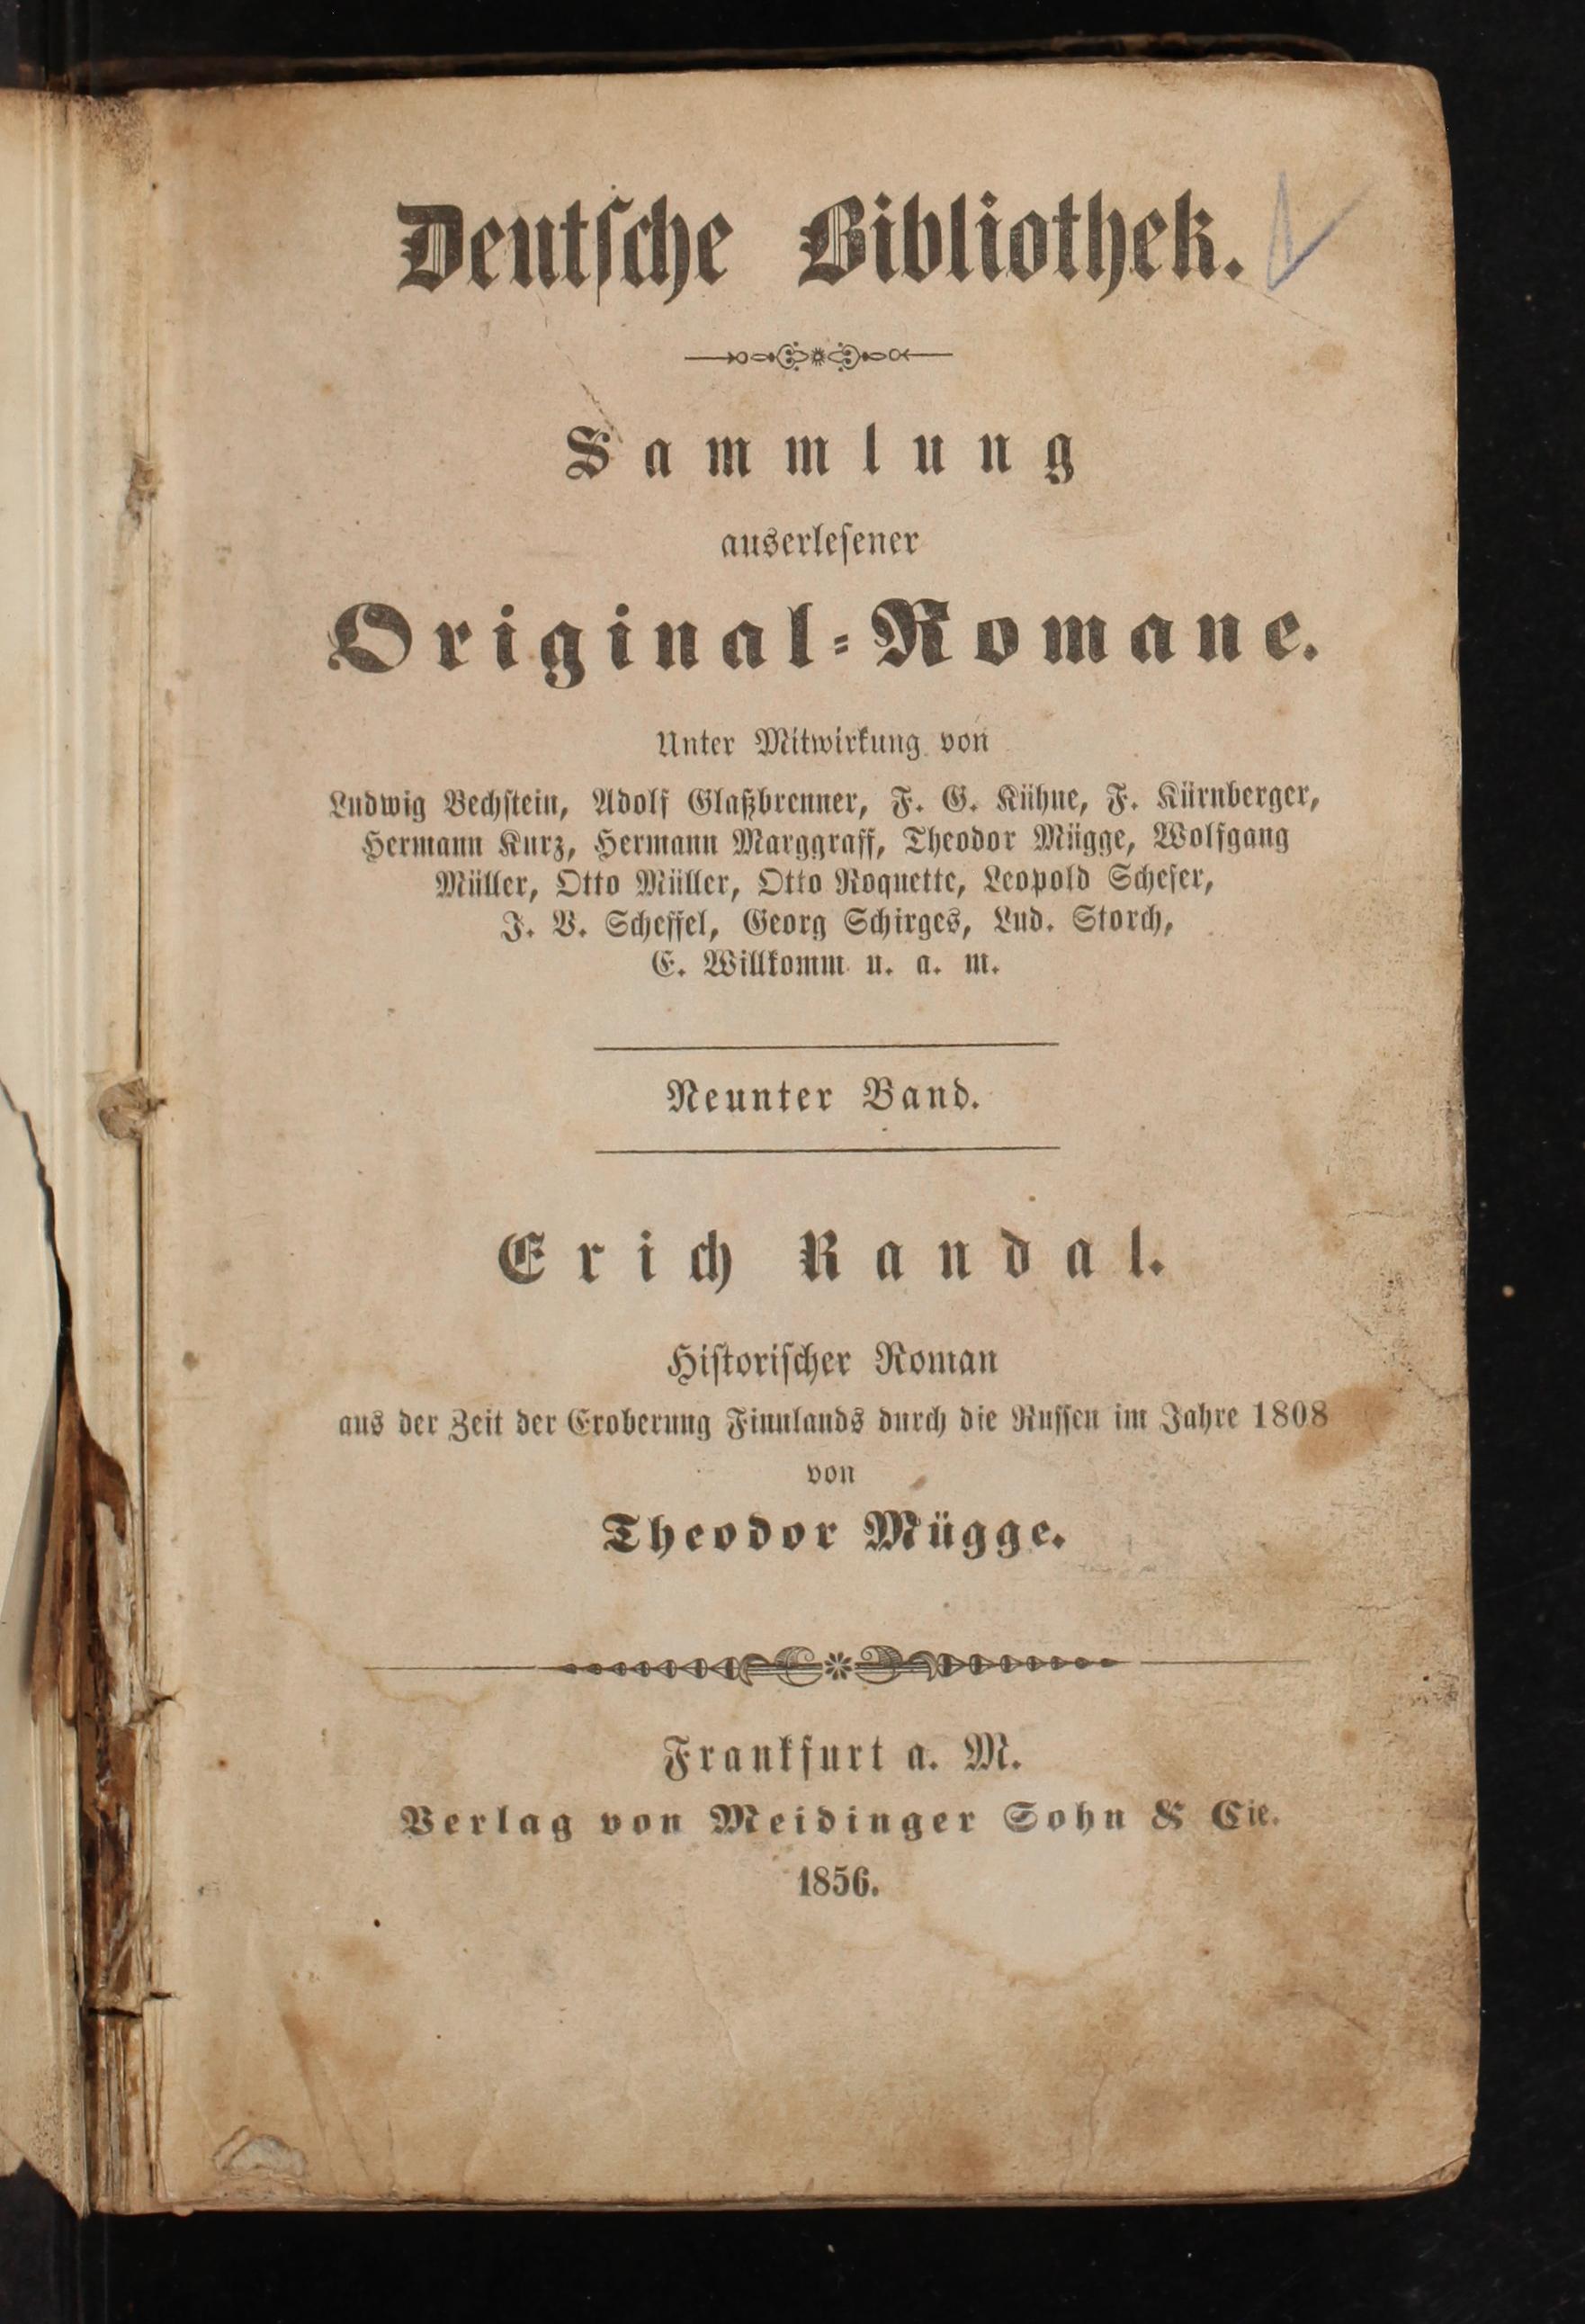 Deutſche Bibliothek.
Sammlung
auserleſener
Original-Romane.
Unter Mitwirkung von
Ludwig Bechſtein, Adolf Glaßbrenner, F. G. Kühne, F. Kürnberger,
Hermann Kurz, Hermann Marggraff, Theodor Mügge, Wolfgang
Müller, Otto Müller, Otto Roquette, Leopold Schefer,
J. V. Scheffel, Georg Schirges, Lud. Storch,
E. Willkomm u. a. m.
Neunter Band.
Erich Randal.
Hiſtoriſcher Roman
aus der Zeit der Eroberung Finnlands durch die Ruſſen im Jahre 1808
von
Theodor Mügge.
Frankfurt a. M.
Verlag von Meidinger Sohn & Cie.
1856.